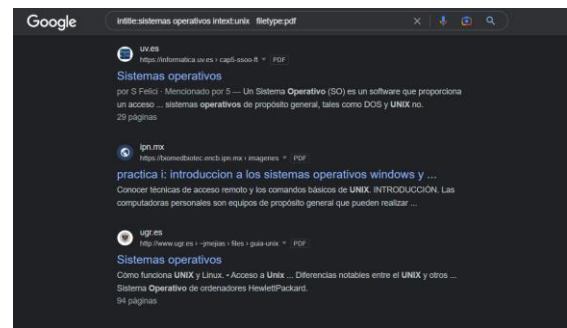 Google
intitle:sistemas operativos intext:unix filetype:pdf
uv.es
https://informatica.uv.es › cap5-ssoo-lt PDF
Sistemas operativos
por S Felici · Mencionado por 5 — Un Sistema Operativo (SO) es un software que proporciona
un acceso ... sistemas operativos de propósito general, tales como DOS y UNIX no.
29 páginas
ipn.mx
https://biomedbiotec.encb.ipn.mx › imagenes PDF
practica i: introduccion a los sistemas operativos windows y ...
Conocer técnicas de acceso remoto y los comandos básicos de UNIX. INTRODUCCIÓN. Las
computadoras personales son equipos de propósito general que pueden realizar ...
ugr.es
http://www.ugr.es › ~jmejias › files › guia-unix PDF
Sistemas operativos
Cómo funciona UNIX y Linux. • Acceso a Unix ... Diferencias notables entre el UNIX y otros ...
Sistema Operativo de ordenadores HewlettPackard.
94 páginas